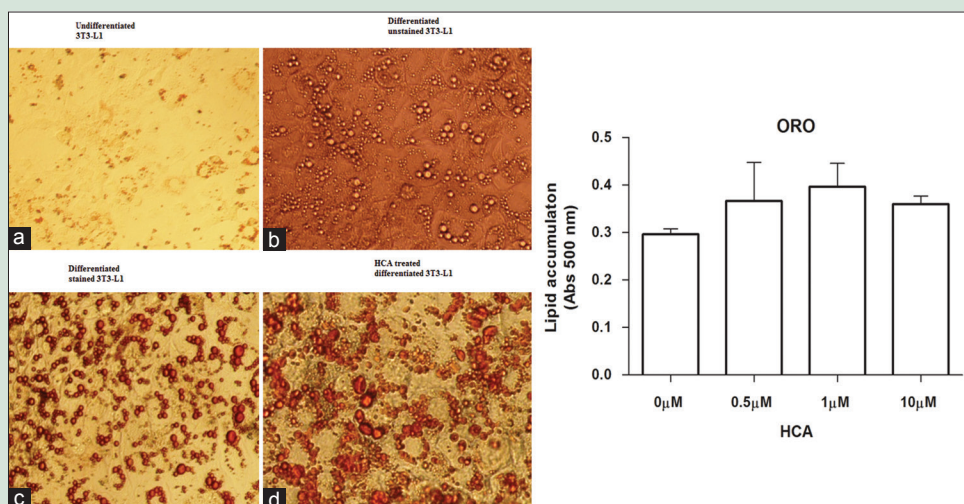 Undifferentiated
3T3-L1
Differentiated
unstained 3T3-L1
a
b
Differentiated
stained 3T3-L1
HCA treated
differentiated 3T3-L1
c
d
ORO
Lipid accumulaton
(Abs 500 nm)
0.5
0.4
0.3
0.2
0.1
0.0
0μM 0.5μM 1μM 10μM
HCA